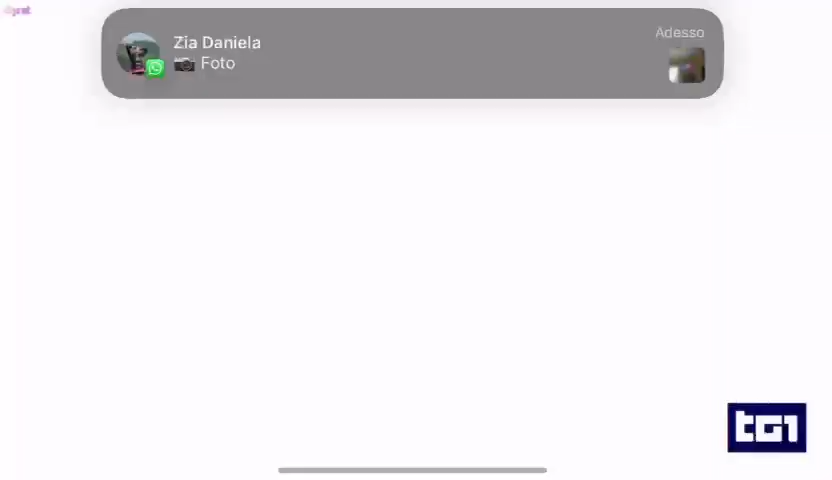 Zia Daniela
Adesso
📷 Foto
tG1